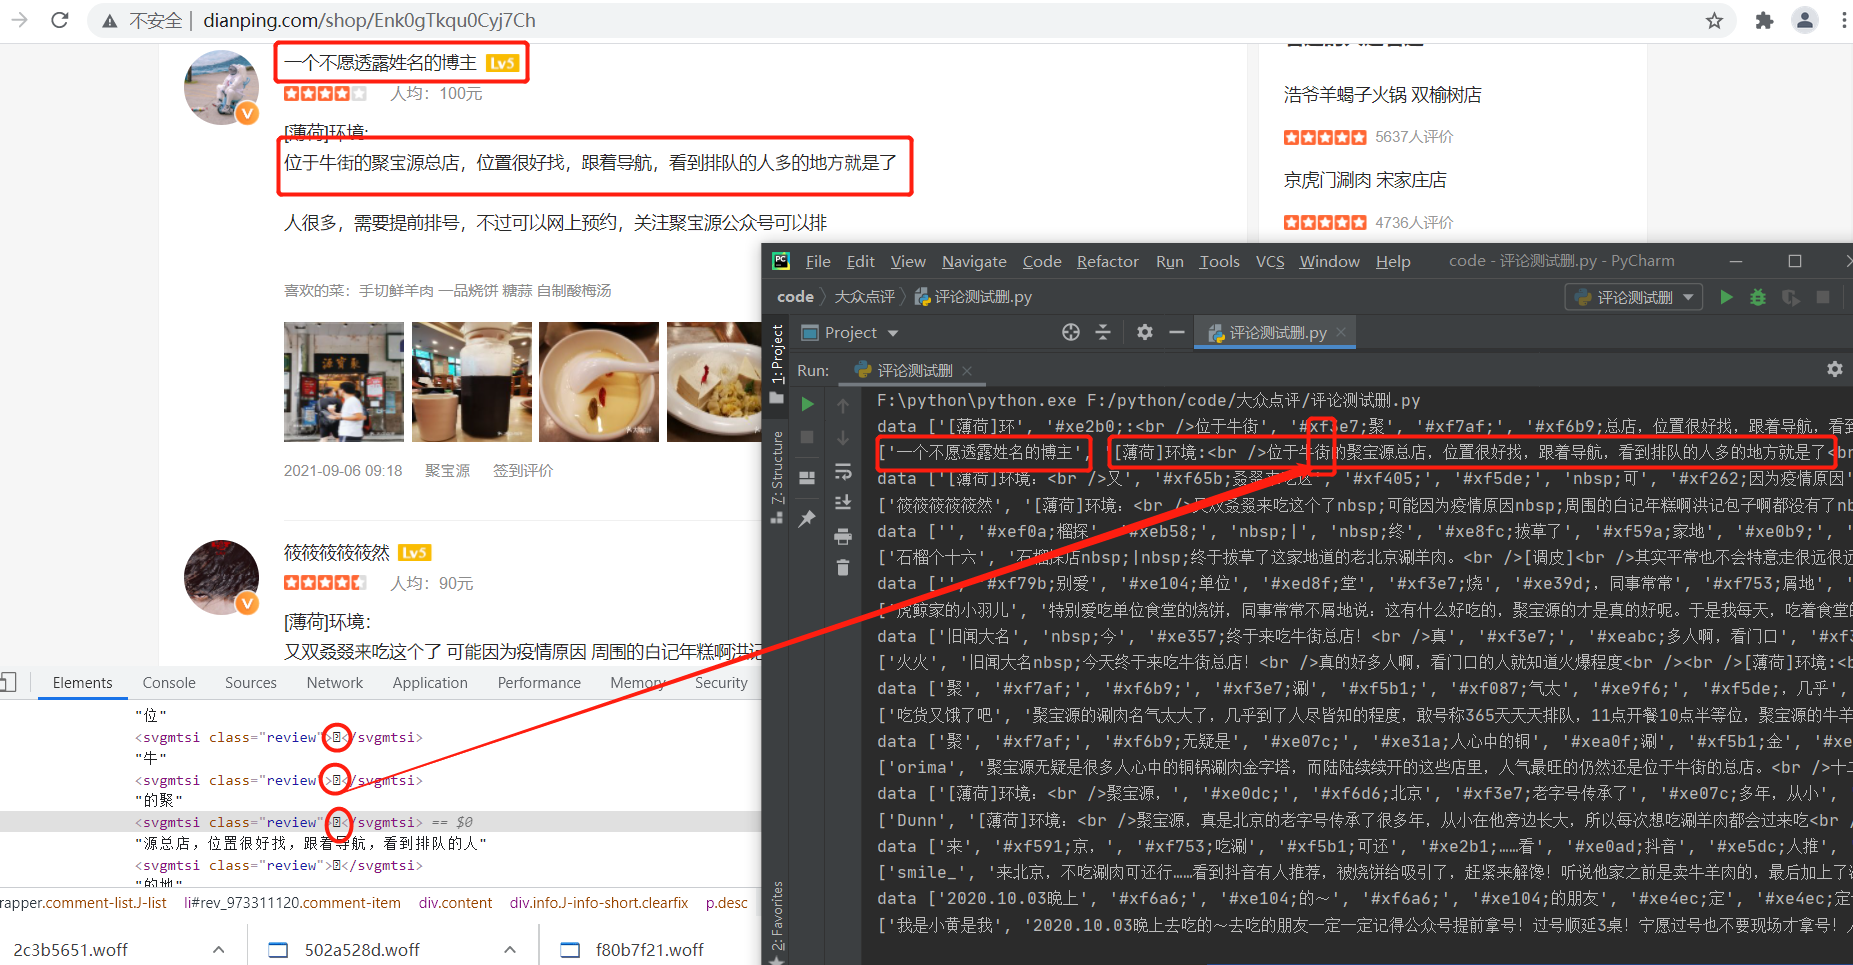 不安全 dianping.com/shop/Enk0gTkqu0Cyj7Ch
一个不愿透露姓名的博主 Lv5
人均：100元
[薄荷]环境:
位于牛街的聚宝源总店，位置很好找，跟着导航，看到排队的人多的地方就是了
人很多，需要提前排号，不过可以网上预约，关注聚宝源公众号可以排
喜欢的菜：手切鲜羊肉 一品烧饼 糖蒜 自制酸梅汤
2021-09-06 09:18 聚宝源 签到评价
筱筱筱筱筱然 Lv5
人均：90元
[薄荷]环境：
又双叒叕来吃这个了 可能因为疫情原因 周围的白记年糕啊洪记
浩爷羊蝎子火锅 双榆树店
5637人评价
京虎门涮肉 宋家庄店
4736人评价
Elements Console Sources Network Memory Application Performance Security
"位"
<svgmtsi class="review"></svgmtsi>
"牛"
<svgmtsi class="review"></svgmtsi>
"的聚"
<svgmtsi class="review"></svgmtsi> == $0
"源总店，位置很好找，跟着导航，看到排队的人"
<svgmtsi class="review"></svgmtsi>
"的地"
rapper.comment-list.J-list li#rev_973311120.comment-item div.content div.info.J-info-short.clearfix p.desc
2c3b5651.woff 502a528d.woff f80b7f21.woff
PC File Edit View Navigate Code Refactor Run Tools VCS Window Help code - 评论测试删.py - PyCharm
code 大众点评 评论测试删.py 评论测试删
1: Project Project 评论测试删.py
Run: 评论测试删
Z: Structure
2: Favorites
F:\python\python.exe F:/python/code/大众点评/评论测试删.py
data ['[薄荷]环', '#xe2b0;:<br />位于牛街', '#xf3e7;聚', '#xf7af;', '#xf6b9;总店，位置很好找，跟着导航，看到
['一个不愿透露姓名的博主', '[薄荷]环境:<br />位于牛街的聚宝源总店，位置很好找，跟着导航，看到排队的人多的地方就是了<br
data ['[薄荷]环境：<br />又', '#xf65b;叒叕来吃这', '#xf405;', '#xf5de;', 'nbsp;可', '#xf262;因为疫情原因'
['筱筱筱筱筱然', '[薄荷]环境：<br />又双叒叕来吃这个了nbsp;可能因为疫情原因nbsp;周围的白记年糕啊洪记包子啊都没有了nb
data ['', '#xef0a;榴探', '#xeb58;', 'nbsp;|', 'nbsp;终', '#xe8fc;拔草了', '#xf59a;家地', '#xe0b9;', '
['石榴个十六', '石榴探店nbsp;|nbsp;终于拔草了这家地道的老北京涮羊肉。<br />[调皮]<br />其实平常也不会特意走很远很远
data ['', '#xf79b;别爱', '#xe104;单位', '#xed8f;堂', '#xf3e7;烧', '#xe39d;，同事常常', '#xf753;屑地', '
['虎鲸家的小羽儿', '特别爱吃单位食堂的烧饼，同事常常不屑地说：这有什么好吃的，聚宝源的才是真的好呢。于是我每天，吃着食堂的
data ['旧闻大名', 'nbsp;今', '#xe357;终于来吃牛街总店！<br />真', '#xf3e7;', '#xeabc;多人啊，看门口', '#xf3
['火火', '旧闻大名nbsp;今天终于来吃牛街总店！<br />真的好多人啊，看门口的人就知道火爆程度<br /><br />[薄荷]环境:<b
data ['聚', '#xf7af;', '#xf6b9;', '#xf3e7;涮', '#xf5b1;', '#xf087;气太', '#xe9f6;', '#xf5de;，几乎',
['吃货又饿了吧', '聚宝源的涮肉名气太大了，几乎到了人尽皆知的程度，敢号称365天天天排队，11点开餐10点半等位，聚宝源的牛羊
data ['聚', '#xf7af;', '#xf6b9;无疑是', '#xe07c;', '#xe31a;人心中的铜', '#xea0f;涮', '#xf5b1;金', '#xe
['orima', '聚宝源无疑是很多人心中的铜锅涮肉金字塔，而陆陆续续开的这些店里，人气最旺的仍然还是位于牛街的总店。<br />十二
data ['[薄荷]环境：<br />聚宝源，', '#xe0dc;', '#xf6d6;北京', '#xf3e7;老字号传承了', '#xe07c;多年，从小',
['Dunn', '[薄荷]环境：<br />聚宝源，真是北京的老字号传承了很多年，从小在他旁边长大，所以每次想吃涮羊肉都会过来吃<br /
data ['来', '#xf591;京，', '#xf753;吃涮', '#xf5b1;可还', '#xe2b1;……看', '#xe0ad;抖音', '#xe5dc;人推',
['smile_', '来北京，不吃涮肉可还行……看到抖音有人推荐，被烧饼给吸引了，赶紧来解馋！听说他家之前是卖牛羊肉的，最后加上了
data ['2020.10.03晚上', '#xf6a6;', '#xe104;的～', '#xf6a6;', '#xe104;的朋友', '#xe4ec;定', '#xe4ec;定
['我是小黄是我', '2020.10.03晚上去吃的～去吃的朋友一定一定记得公众号提前拿号！过号顺延3桌！宁愿过号也不要现场才拿号！